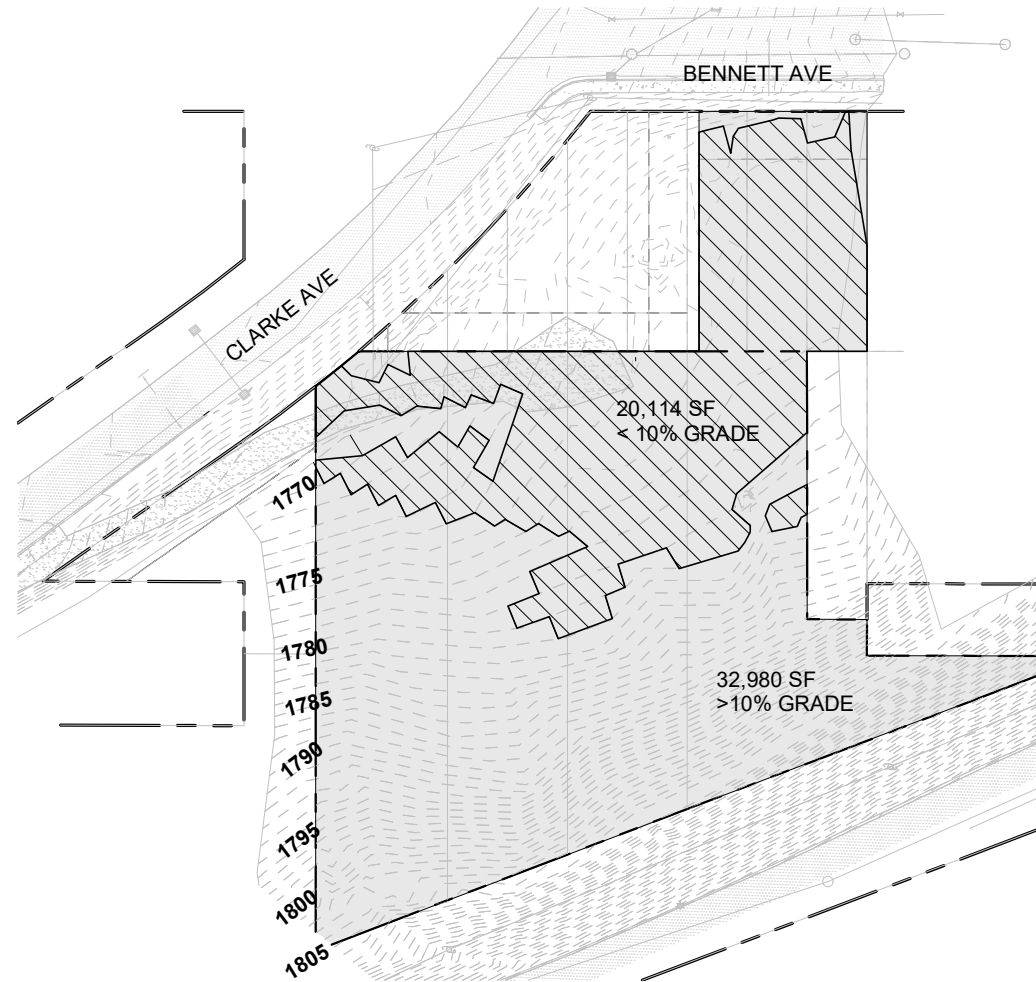 BENNETT AVE
CLARKE AVE
20,114 SF
< 10% GRADE
1770
1775
1780
1785
1790
1795
1800
1805
32,980 SF
>10% GRADE